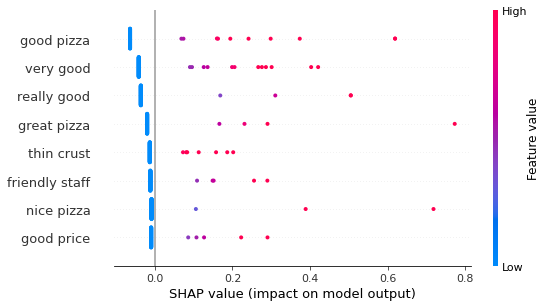 High
good pizza
very good
really good
great pizza
thin crust
friendly staff
nice pizza
good price
Feature value
Low
0.0 0.2 0.4 0.6 0.8
SHAP value (impact on model output)